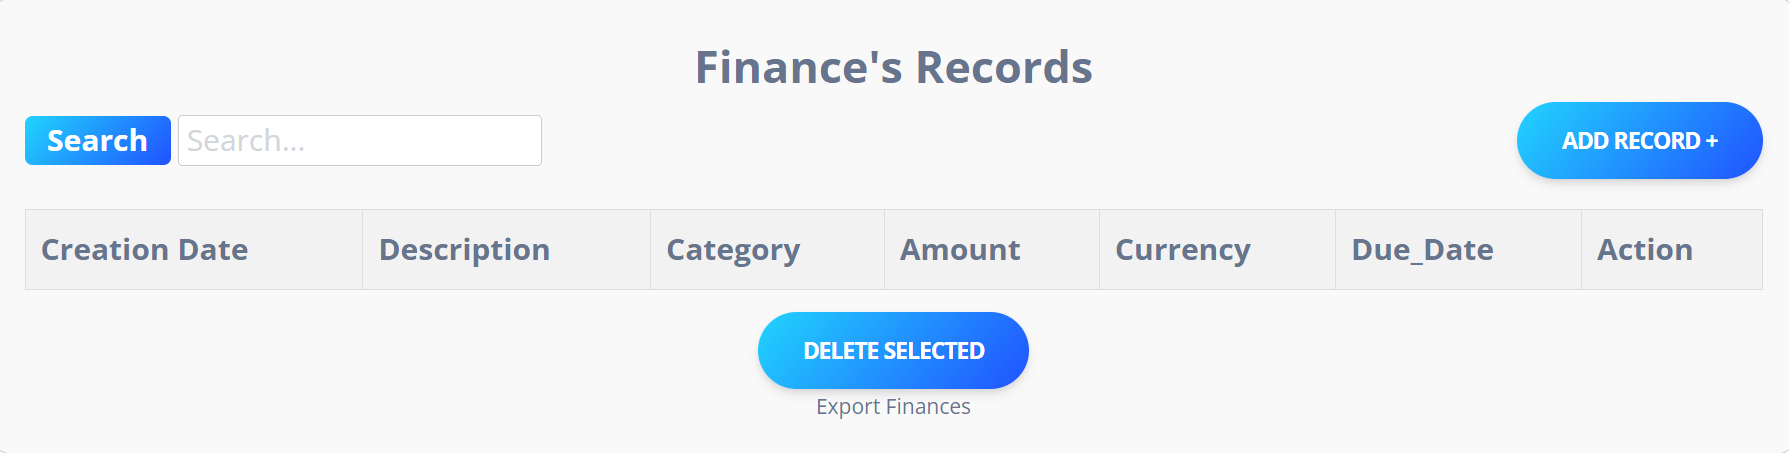 Finance's Records
Search Search... ADD RECORD +
Creation Date Description Category Amount Currency Due_Date Action
DELETE SELECTED
Export Finances